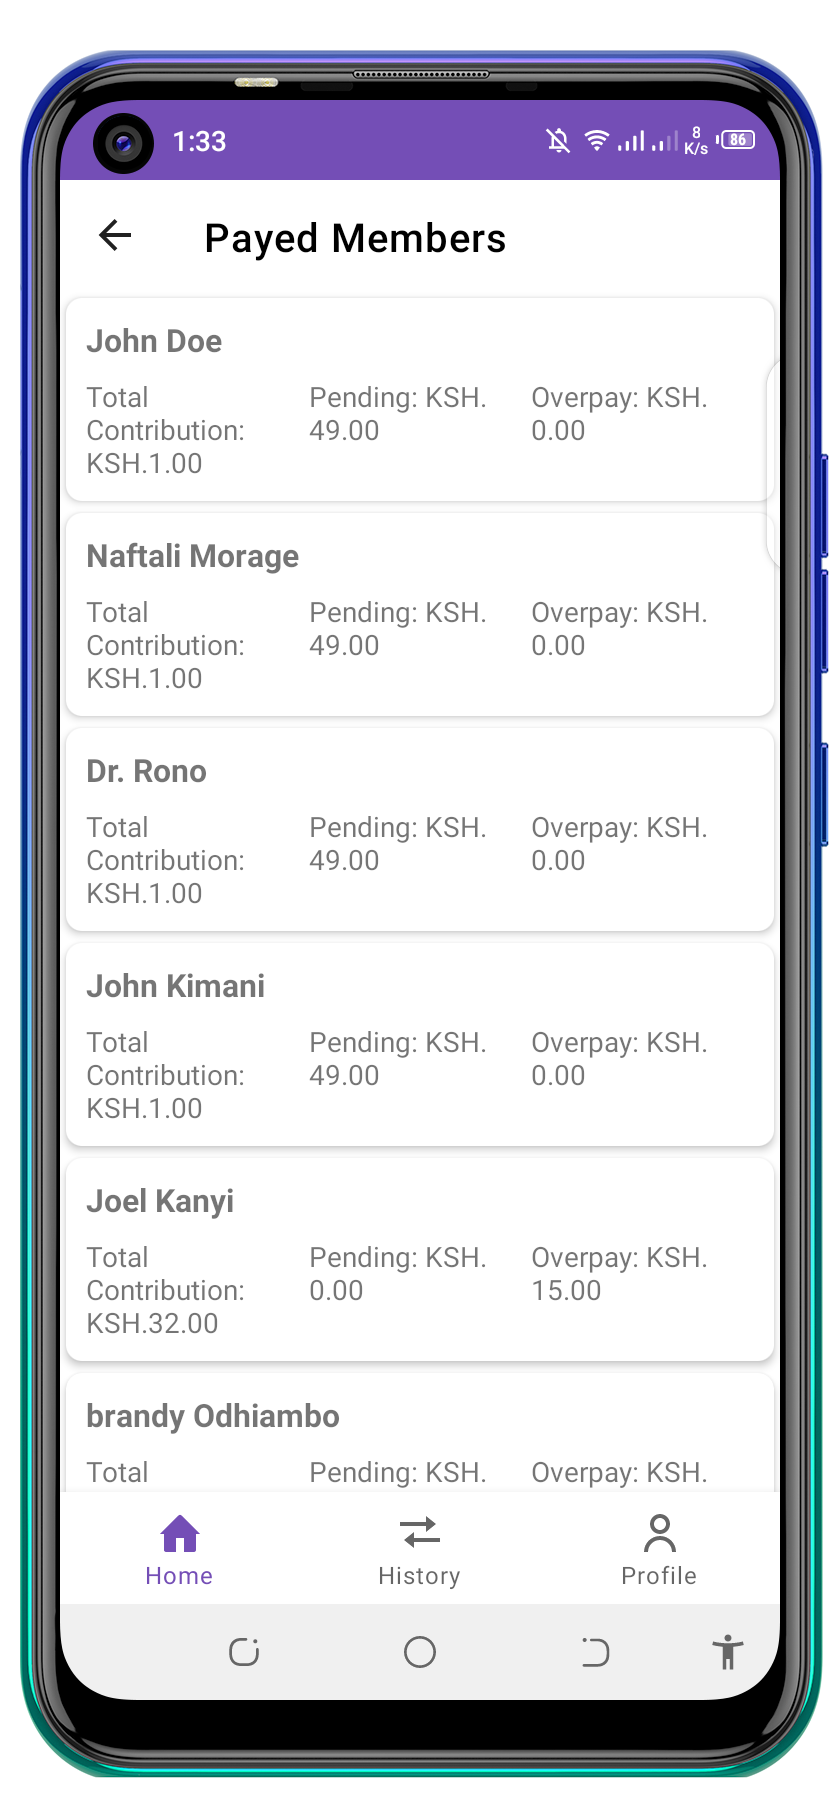 1:33
8
K/s
86
Payed Members
John Doe
Total Contribution: KSH.1.00
Pending: KSH. 49.00
Overpay: KSH. 0.00
Naftali Morage
Total Contribution: KSH.1.00
Pending: KSH. 49.00
Overpay: KSH. 0.00
Dr. Rono
Total Contribution: KSH.1.00
Pending: KSH. 49.00
Overpay: KSH. 0.00
John Kimani
Total Contribution: KSH.1.00
Pending: KSH. 49.00
Overpay: KSH. 0.00
Joel Kanyi
Total Contribution: KSH.32.00
Pending: KSH. 0.00
Overpay: KSH. 15.00
brandy Odhiambo
Total
Pending: KSH.
Overpay: KSH.
Home
History
Profile